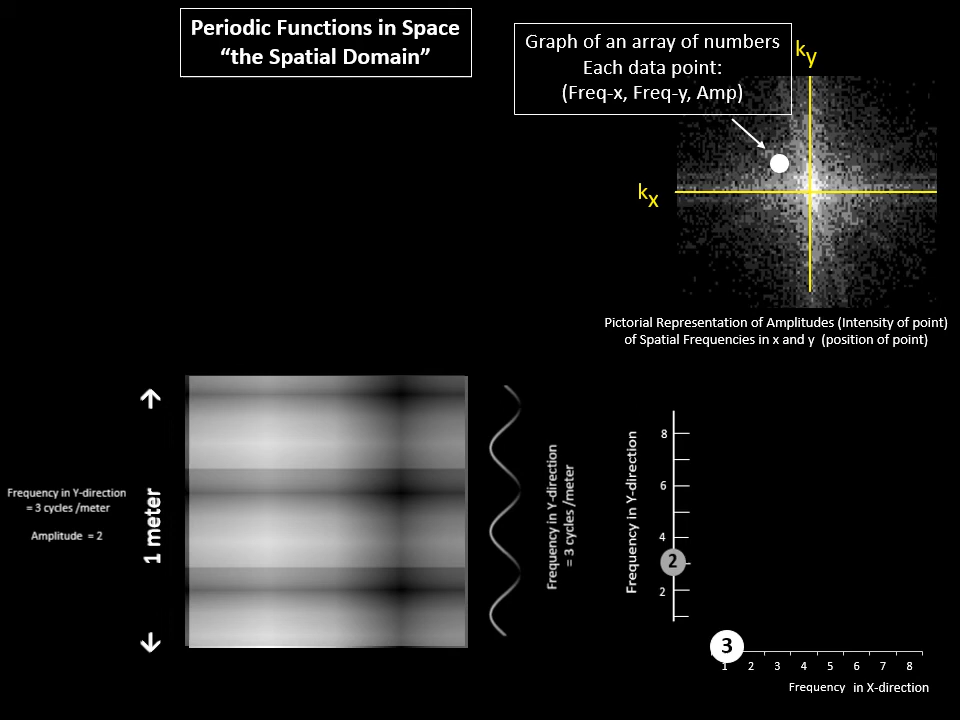 Periodic Functions in Space
“the Spatial Domain”
Graph of an array of numbers
Each data point:
(Freq-x, Freq-y, Amp)
ky
kx
Pictorial Representation of Amplitudes (Intensity of point)
of Spatial Frequencies in x and y (position of point)
Frequency in Y-direction
= 3 cycles /meter
Amplitude = 2
1 meter
Frequency in Y-direction
= 3 cycles /meter
Frequency in Y-direction
8
6
4
2
2
3
1 2 3 4 5 6 7 8
Frequency in X-direction